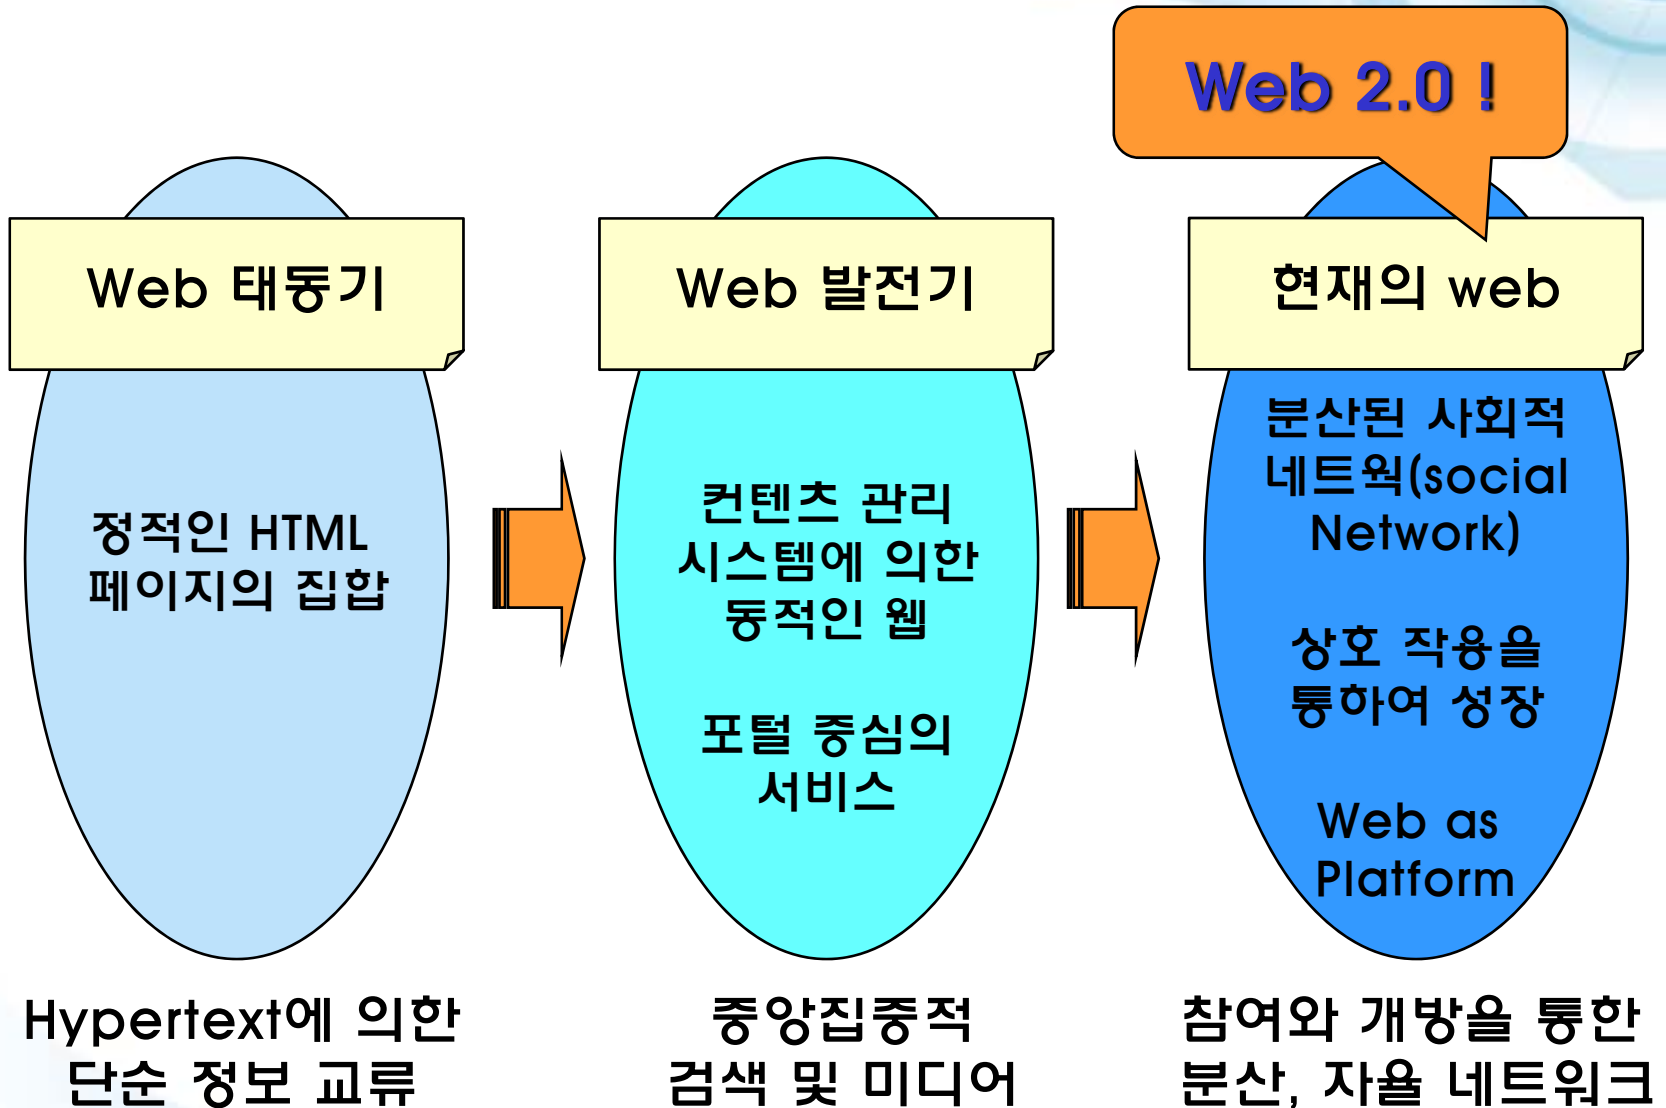 Web 2.0 !
Web 태동기
정적인 HTML
페이지의 집합
Hypertext에 의한
단순 정보 교류
Web 발전기
컨텐츠 관리
시스템에 의한
동적인 웹
포털 중심의
서비스
중앙집중적
검색 및 미디어
현재의 web
분산된 사회적
네트웍(social
Network)
상호 작용을
통하여 성장
Web as
Platform
참여와 개방을 통한
분산, 자율 네트워크